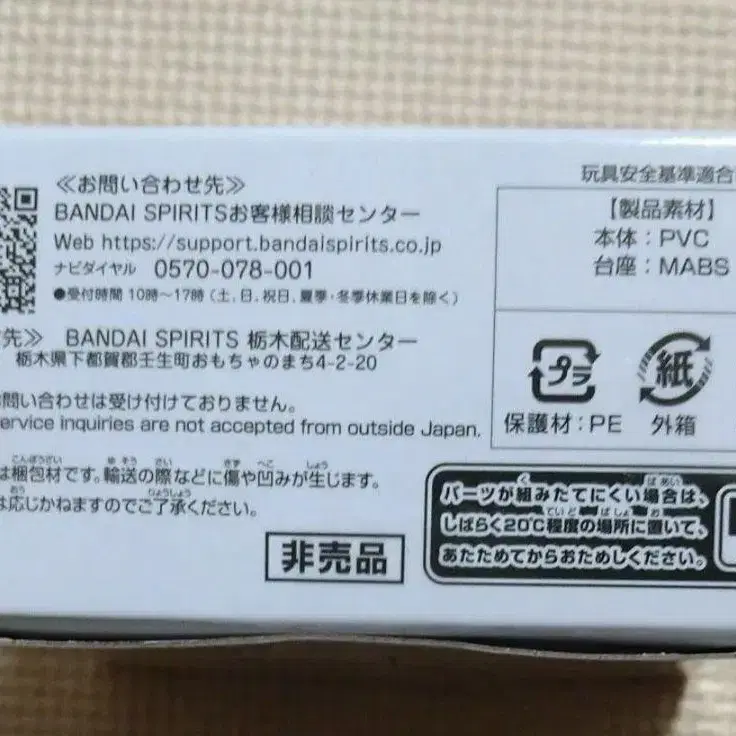 ≪お問い合わせ先≫
BANDAI SPIRITSお客様相談センター
Web https://support.bandaispirits.co.jp
ナビダイヤル 0570-078-001
●受付時間 10時〜17時（土、日、祝日、夏季・冬季休業日を除く）
先≫ BANDAI SPIRITS 栃木配送センター
栃木県下都賀郡壬生町おもちゃのまち4-2-20
問い合わせは受け付けておりません。
ervice inquiries are not accepted from outside Japan.
は梱包材です。輸送の際などに傷や凹みが生じます。
は応じかねますのでご了承ください。
非売品
玩具安全基準適合
【製品素材】
本体：PVC
台座：MABS
プラ
紙
保護材：PE
外箱
パーツが組みたてにくい場合は、
しばらく20℃程度の場所に置いて、
あたためてからおためしください。